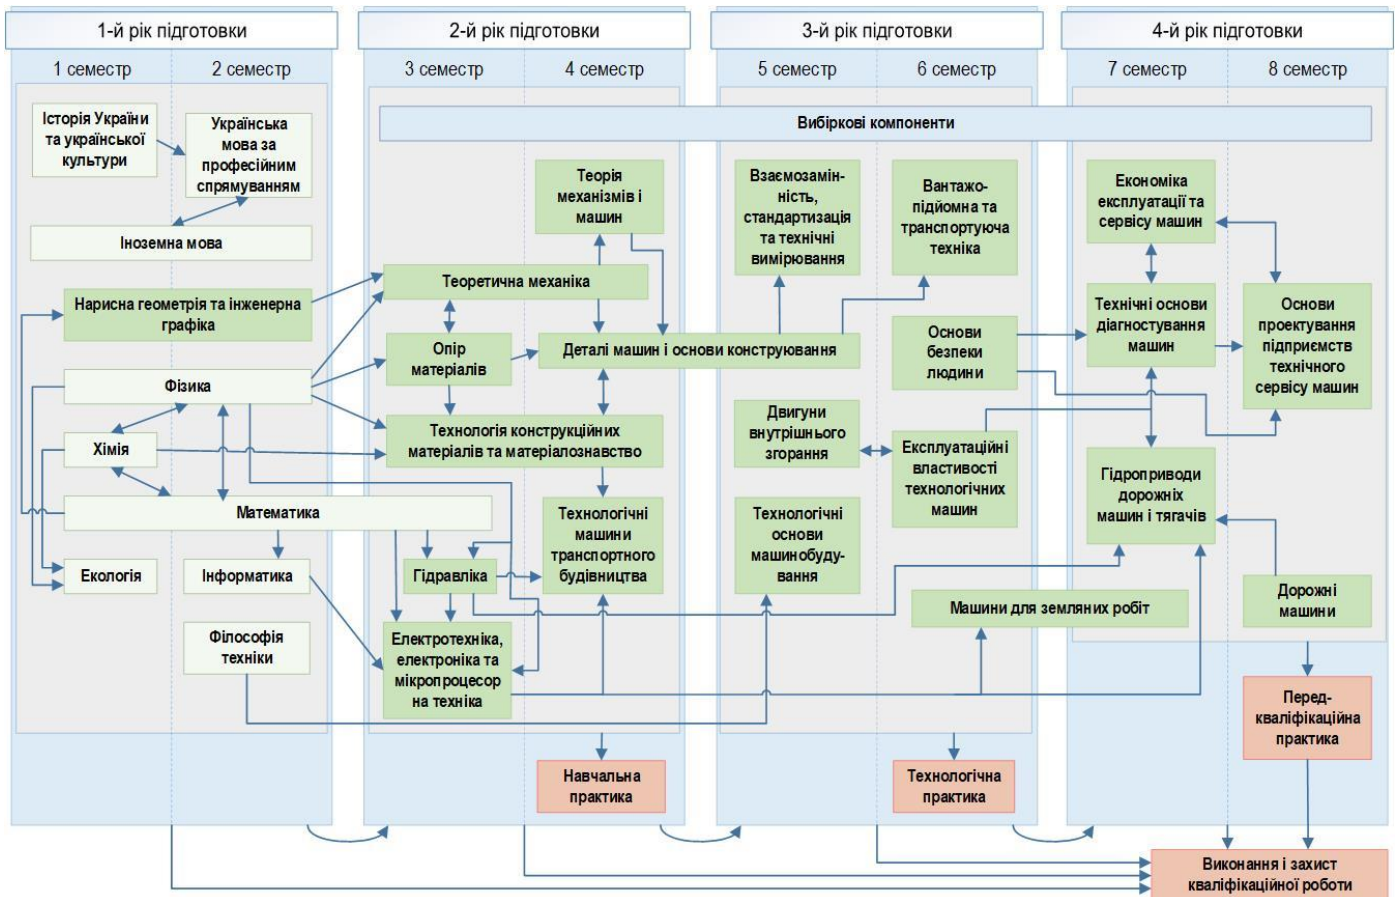 1-й рік підготовки
2-й рік підготовки
3-й рік підготовки
4-й рік підготовки
1 семестр
2 семестр
3 семестр
4 семестр
5 семестр
6 семестр
7 семестр
8 семестр
Вибіркові компоненти
Історія України
та української
культури
Українська
мова за
професійним
спрямуванням
Іноземна мова
Нарисна геометрія та інженерна
графіка
Фізика
Хімія
Математика
Екологія
Інформатика
Філософія
техніки
Теорія
механізмів і
машин
Теоретична механіка
Опір
матеріалів
Деталі машин і основи конструювання
Технологія конструкційних
матеріалів та матеріалознавство
Технологічні
машини
транспортного
будівництва
Гідравліка
Електротехніка,
електроніка та
мікропроцесор
на техніка
Навчальна
практика
Взаємозамін-
ність,
стандартизація
та технічні
вимірювання
Вантажо-
підйомна та
транспортуюча
техніка
Основи
безпеки
людини
Двигуни
внутрішнього
згорання
Експлуатаційні
властивості
технологічних
машин
Технологічні
основи
машинобуду-
вання
Машини для земляних робіт
Технологічна
практика
Економіка
експлуатації та
сервісу машин
Технічні основи
діагностування
машин
Основи
проектування
підприємств
технічного
сервісу машин
Гідроприводи
дорожніх
машин і тягачів
Дорожні
машини
Перед-
кваліфікаційна
практика
Виконання і захист
кваліфікаційної роботи